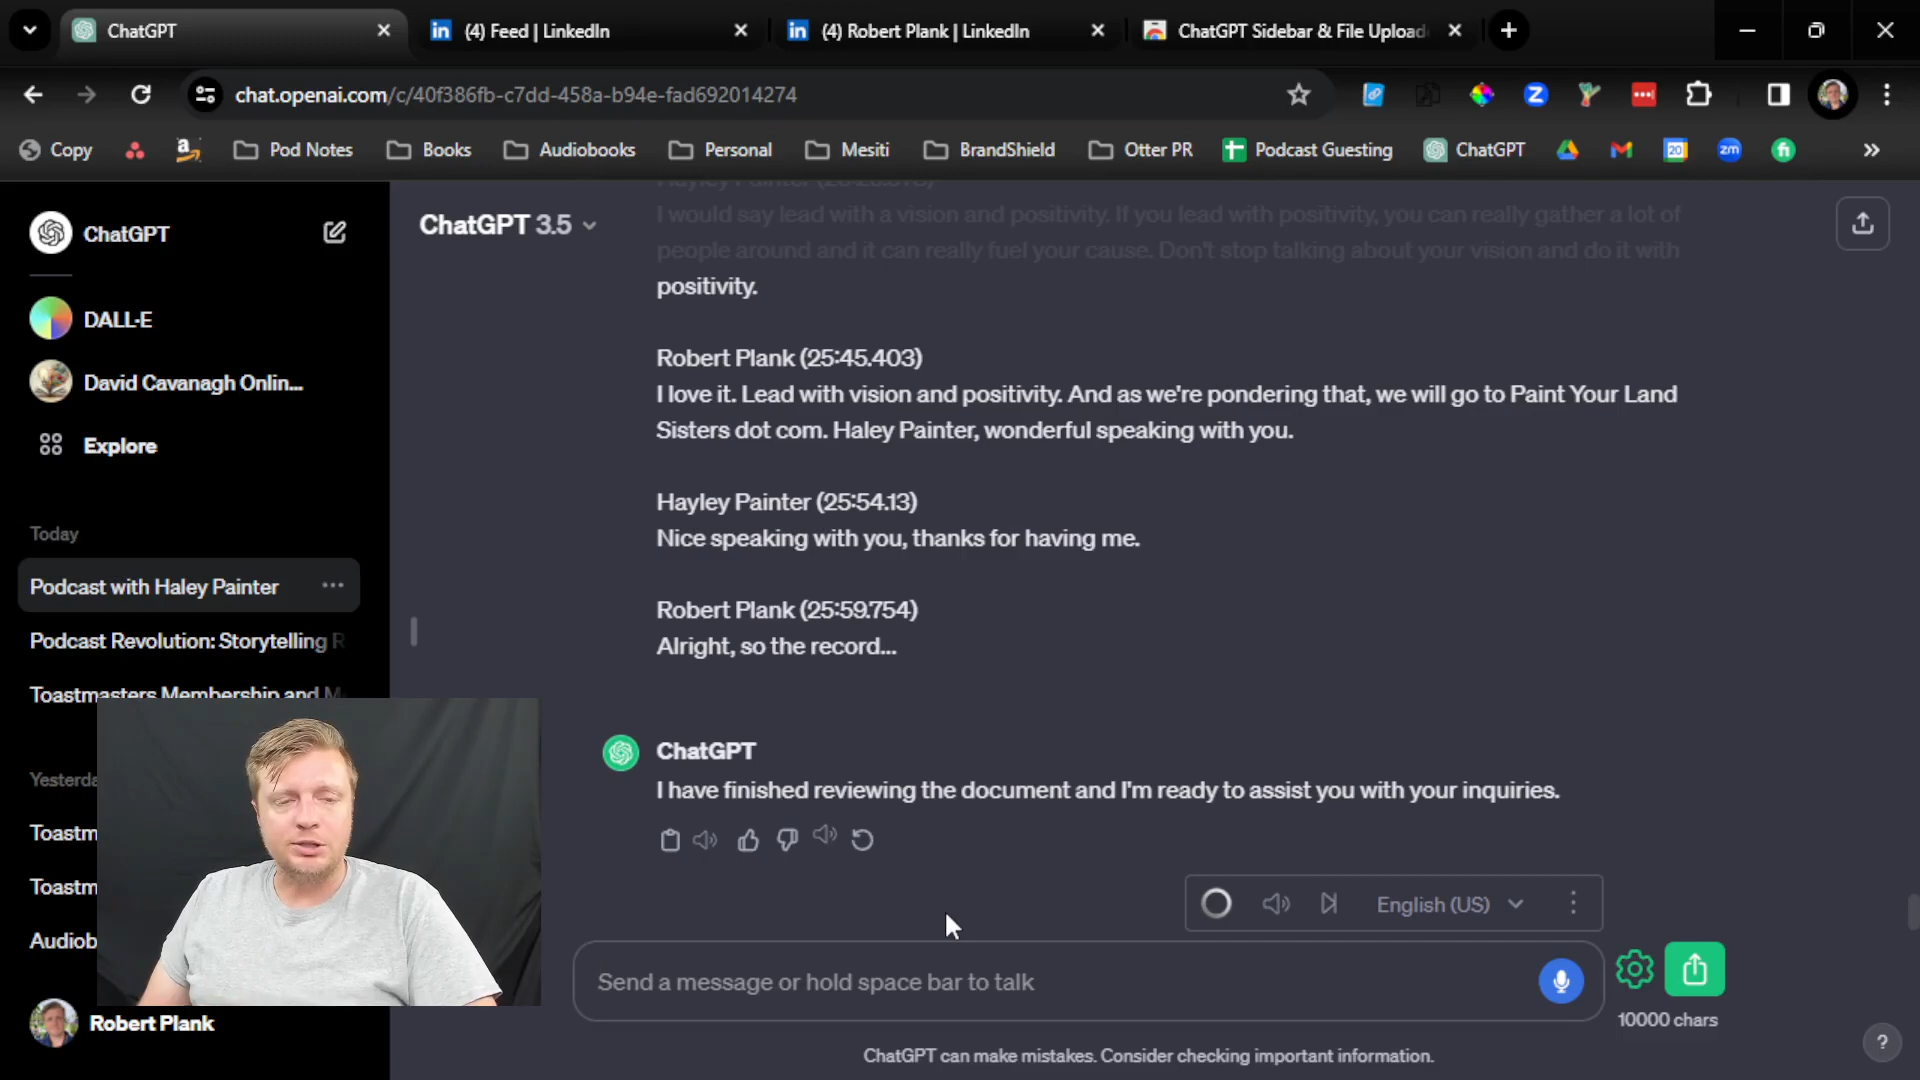 ChatGPT
(4) Feed | LinkedIn
(4) Robert Plank | LinkedIn
ChatGPT Sidebar & File Upload
chat.openai.com/c/40f386fb-c7dd-458a-b94e-fad692014274
Copy
Pod Notes
Books
Audiobooks
Personal
Mesiti
BrandShield
Otter PR
Podcast Guesting
ChatGPT
20
zm
fi
ChatGPT
DALL·E
David Cavanagh Onlin...
Explore
Today
Podcast with Haley Painter
Podcast Revolution: Storytelling R
Toastmasters Membership and M
Yesterda
Toastm
Toastm
Audiob
Robert Plank
ChatGPT 3.5
I would say lead with a vision and positivity. If you lead with positivity, you can really gather a lot of
people around and it can really fuel your cause. Don't stop talking about your vision and do it with
positivity.
Robert Plank (25:45.403)
I love it. Lead with vision and positivity. And as we're pondering that, we will go to Paint Your Land
Sisters dot com. Haley Painter, wonderful speaking with you.
Hayley Painter (25:54.13)
Nice speaking with you, thanks for having me.
Robert Plank (25:59.754)
Alright, so the record...
ChatGPT
I have finished reviewing the document and I'm ready to assist you with your inquiries.
English (US)
Send a message or hold space bar to talk
10000 chars
ChatGPT can make mistakes. Consider checking important information.
?